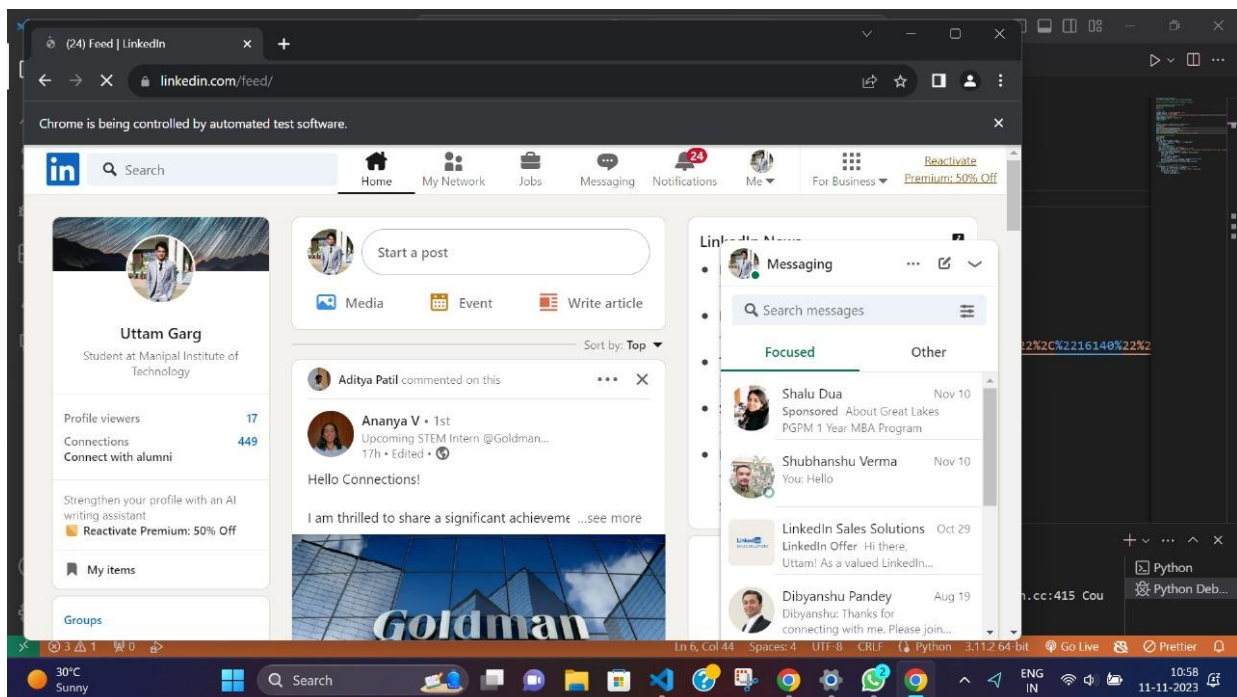 (24) Feed | LinkedIn
linkedin.com/feed/
Chrome is being controlled by automated test software.
in
Search
Home
My Network
Jobs
Messaging
24
Notifications
Me
For Business
Reactivate
Premium: 50% Off
Uttam Garg
Student at Manipal Institute of
Technology
Profile viewers 17
Connections 449
Connect with alumni
Strengthen your profile with an AI
writing assistant
Reactivate Premium: 50% Off
My items
Groups
Start a post
Media
Event
Write article
Sort by: Top
Aditya Patil commented on this
Ananya V • 1st
Upcoming STEM Intern @Goldman...
17h • Edited •
Hello Connections!
I am thrilled to share a significant achieveme ...see more
Goldman
Messaging
Search messages
Focused
Other
Shalu Dua Nov 10
Sponsored About Great Lakes
PGPM 1 Year MBA Program
Shubhanshu Verma Nov 10
You: Hello
LinkedIn Sales Solutions Oct 29
LinkedIn Offer Hi there,
Uttam! As a valued LinkedIn...
Dibyanshu Pandey Aug 19
Dibyanshu: Thanks for
connecting with me. Please join...
22%2C%2216140%22%2
Python
n.cc:415 Cou
Python Deb...
3 1 0
Ln 6, Col 44 Spaces: 4 UTF-8 CRLF Python 3.11.2 64-bit Go Live Prettier
30°C
Sunny
Search
2
ENG
IN
10:58
11-11-2023